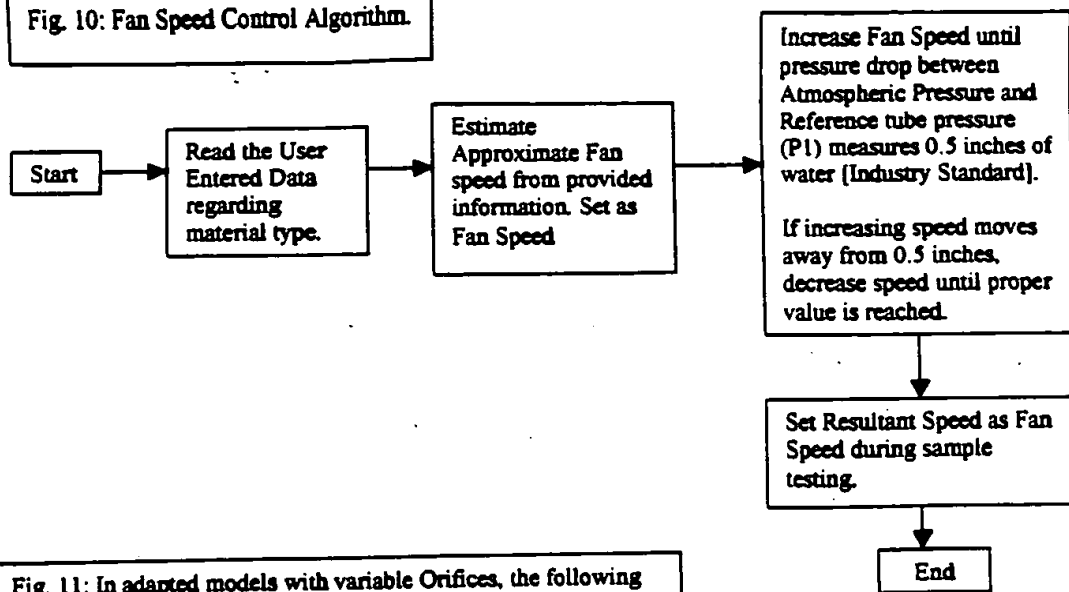 Fig. 10: Fan Speed Control Algorithm.
Start
Read the User
Entered Data
regarding
material type.
Estimate
Approximate Fan
speed from provided
information. Set as
Fan Speed
Increase Fan Speed until
pressure drop between
Atmospheric Pressure and
Reference tube pressure
(P1) measures 0.5 inches of
water [Industry Standard].
If increasing speed moves
away from 0.5 inches,
decrease speed until proper
value is reached.
Set Resultant Speed as Fan
Speed during sample
testing.
End
Fig. 11: In adapted models with variable Orifices, the following